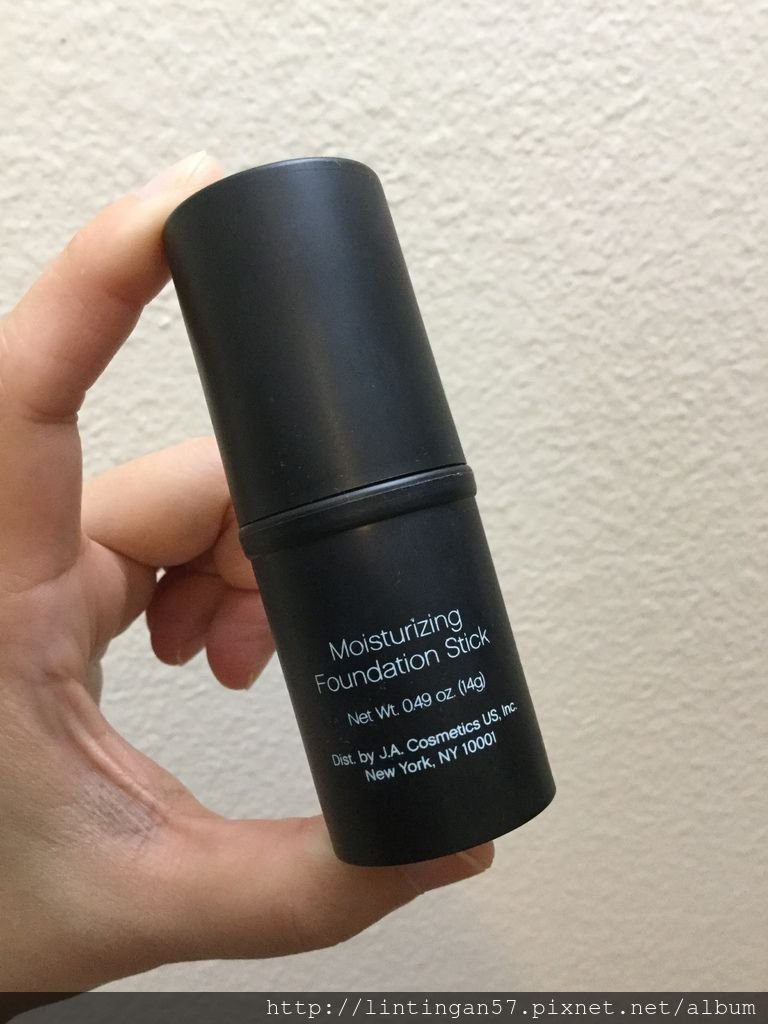 Moisturizing
Foundation Stick
Net Wt. 0.49 oz. (14g)
Dist. by J.A. Cosmetics US, Inc.
New York, NY 10001
http://lintingan57.pixnet.net/album